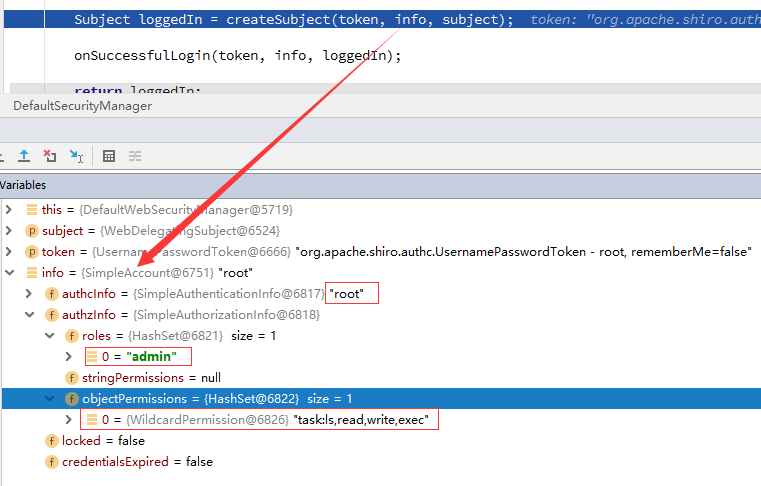 Subject loggedIn = createSubject(token, info, subject);  token: "org.apache.shiro.auth
onSuccessfulLogin(token, info, loggedIn);
return loggedIn;
DefaultSecurityManager
Variables
this = {DefaultWebSecurityManager@5719}
subject = {WebDelegatingSubject@6524}
token = {UsernamePasswordToken@6666} "org.apache.shiro.authc.UsernamePasswordToken - root, rememberMe=false"
info = {SimpleAccount@6751} "root"
authcInfo = {SimpleAuthenticationInfo@6817} "root"
authzInfo = {SimpleAuthorizationInfo@6818}
roles = {HashSet@6821} size = 1
0 = "admin"
stringPermissions = null
objectPermissions = {HashSet@6822} size = 1
0 = {WildcardPermission@6826} "task:ls,read,write,exec"
locked = false
credentialsExpired = false